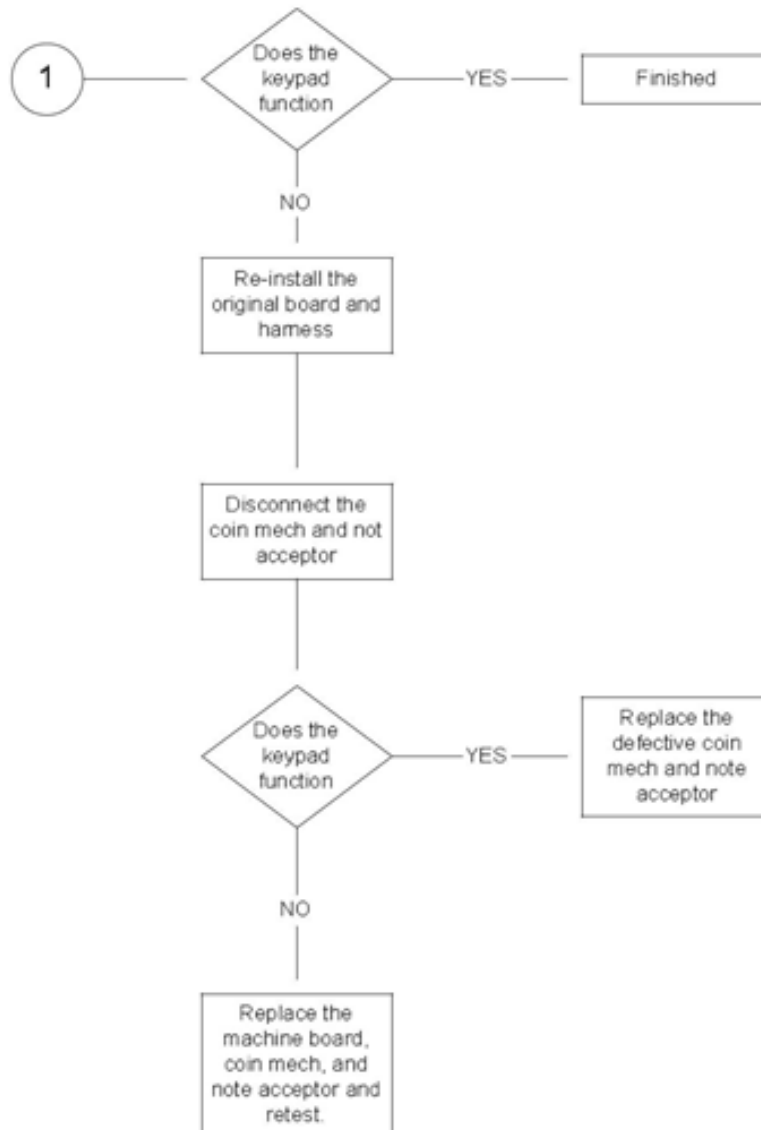 1
Does the
keypad
function
YES
Finished
NO
Re-install the
original board and
harness
Disconnect the
coin mech and not
acceptor
Does the
keypad
function
YES
Replace the
defective coin
mech and note
acceptor
NO
Replace the
machine board,
coin mech, and
note acceptor and
retest.